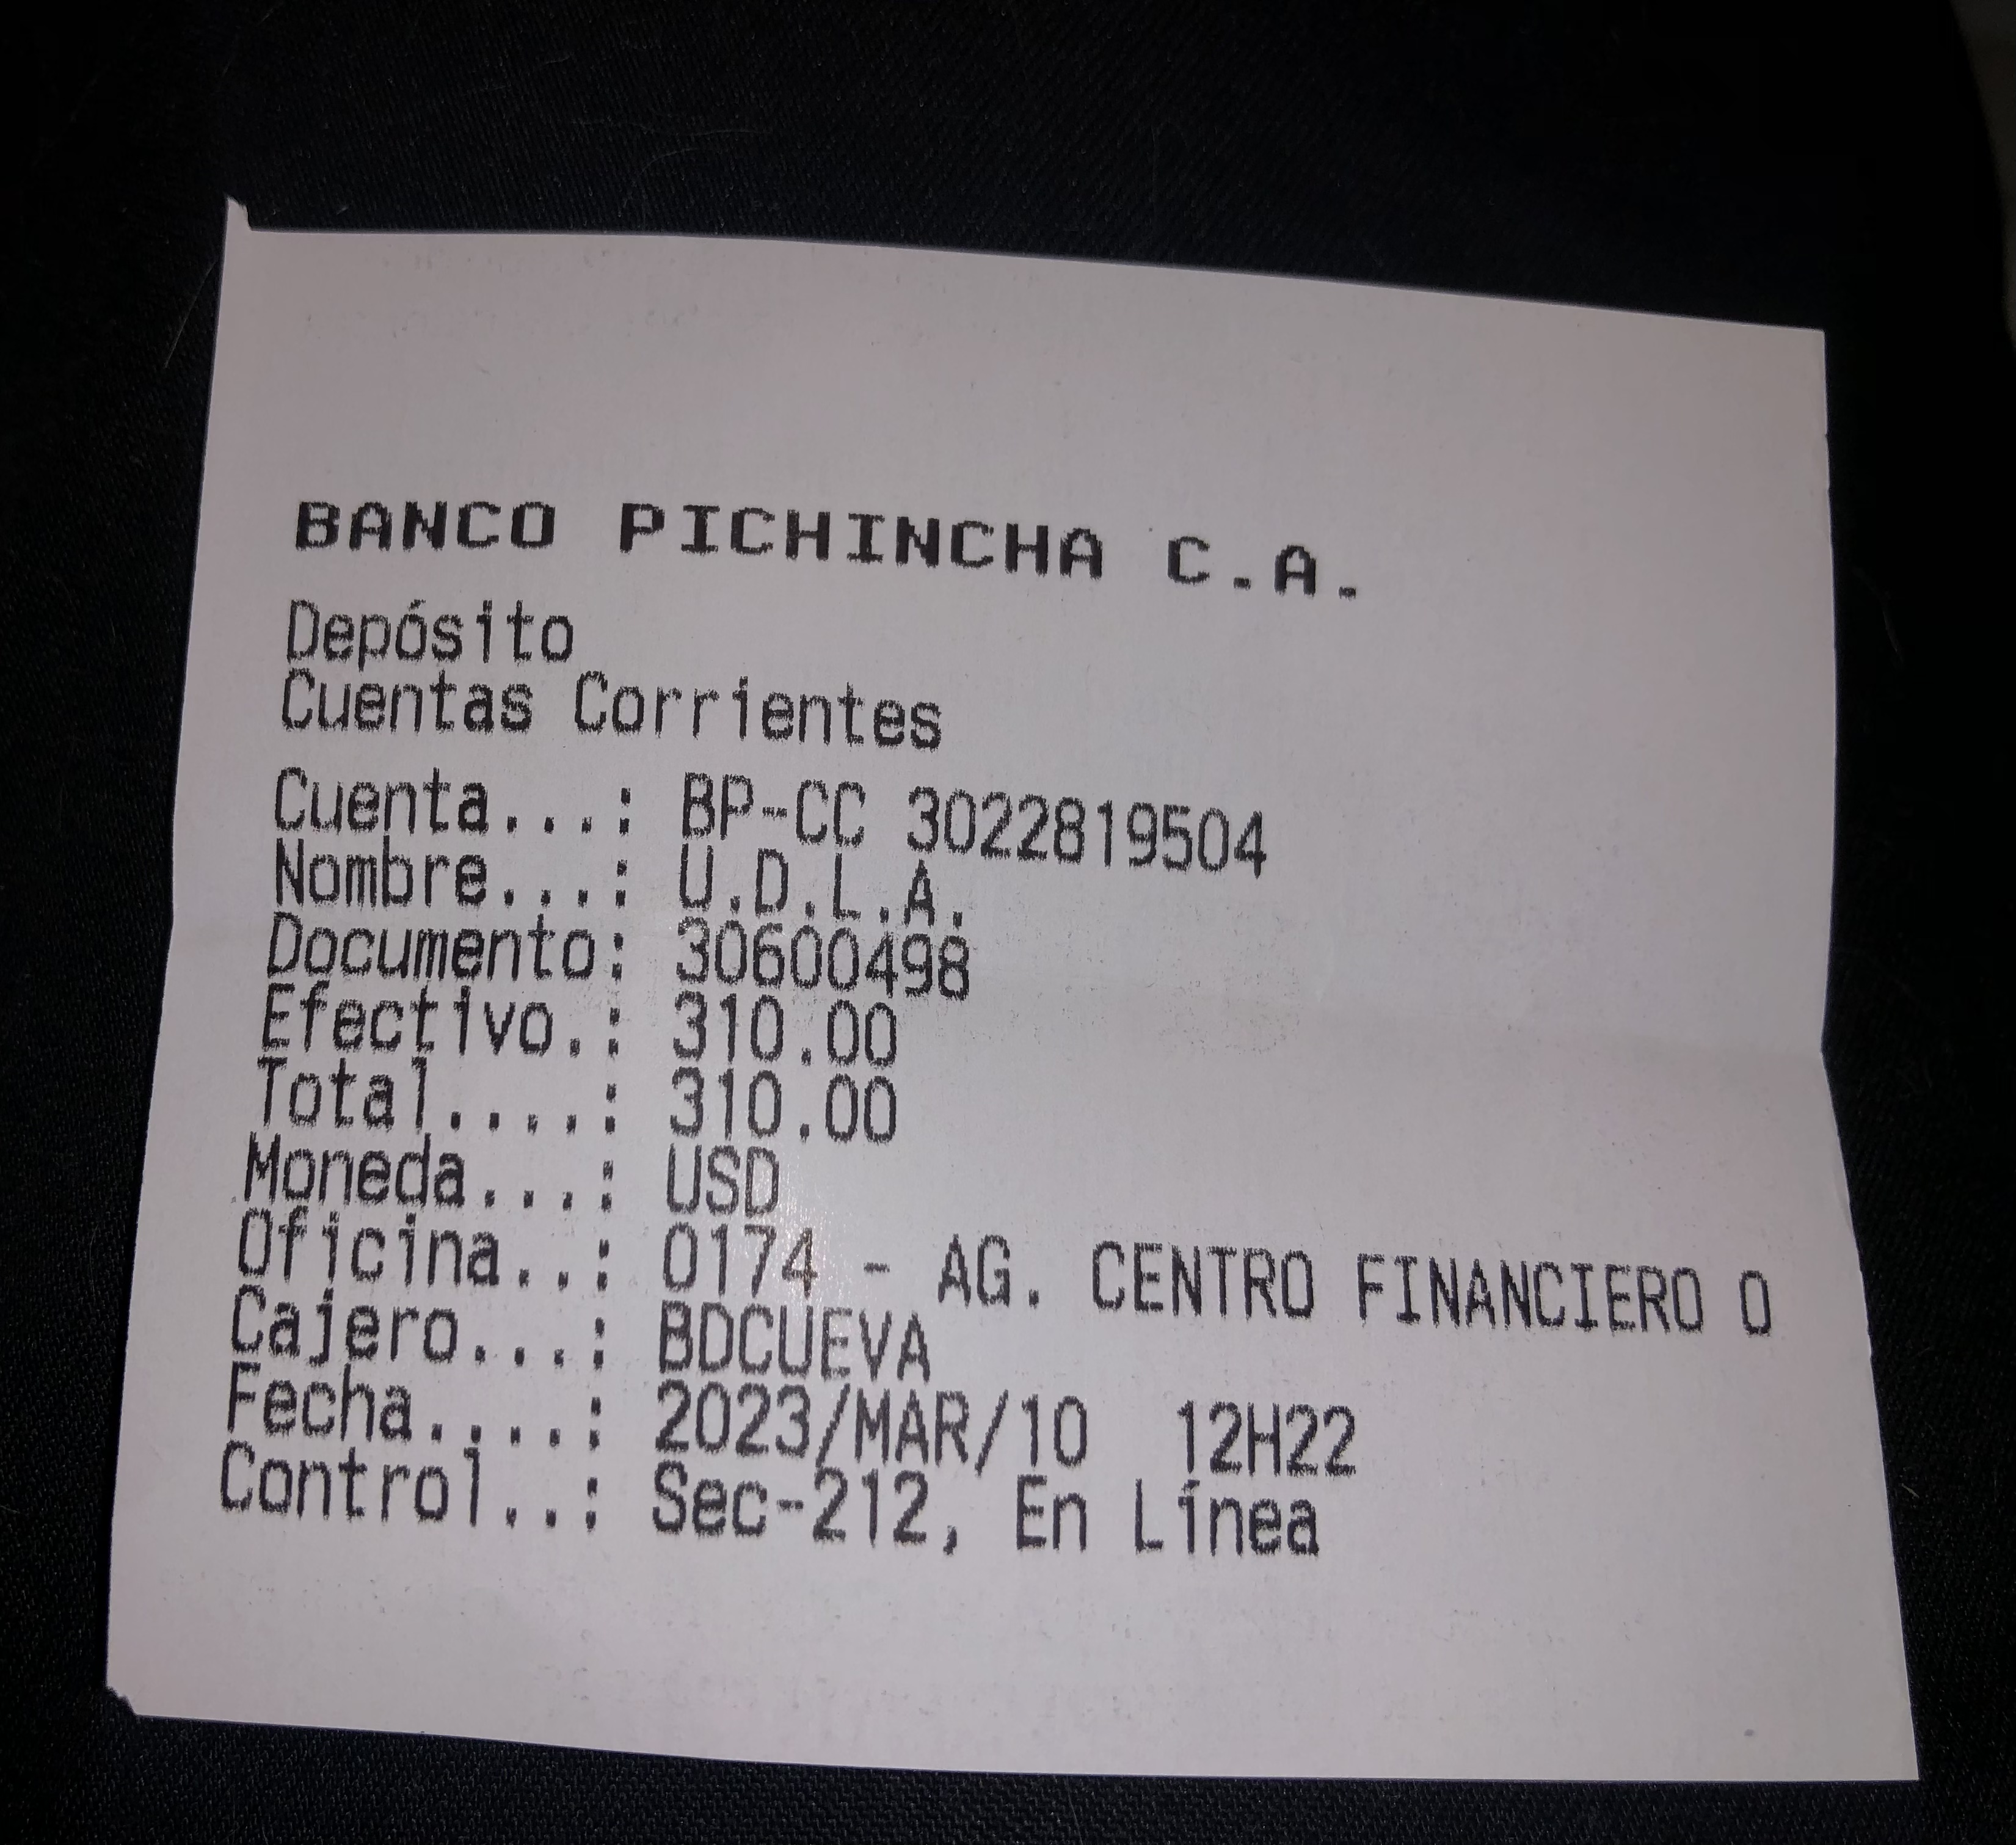 BANCO PICHINCHA C.A.
Depósito
Cuentas Corrientes
Cuenta...: BP-CC 3022819504
Nombre...: U.D.L.A.
Documento: 30600498
Efectivo.: 310.00
Total....: 310.00
Moneda...: USD
Oficina..: 0174 - AG. CENTRO FINANCIERO O
Cajero...: BDCUEVA
Fecha....: 2023/MAR/10  12H22
Control..: Sec-212, En Línea